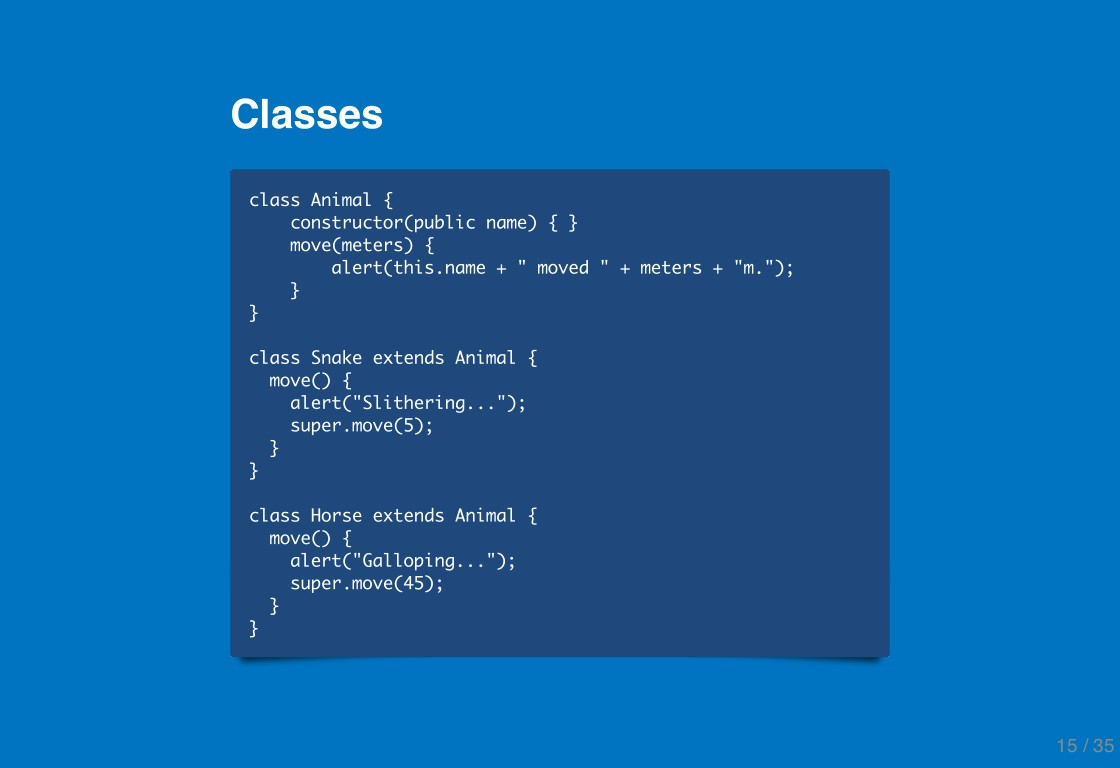 Classes
class Animal {
    constructor(public name) { }
    move(meters) {
        alert(this.name + " moved " + meters + "m.");
    }
}

class Snake extends Animal {
  move() {
    alert("Slithering...");
    super.move(5);
  }
}

class Horse extends Animal {
  move() {
    alert("Galloping...");
    super.move(45);
  }
}
15 / 35